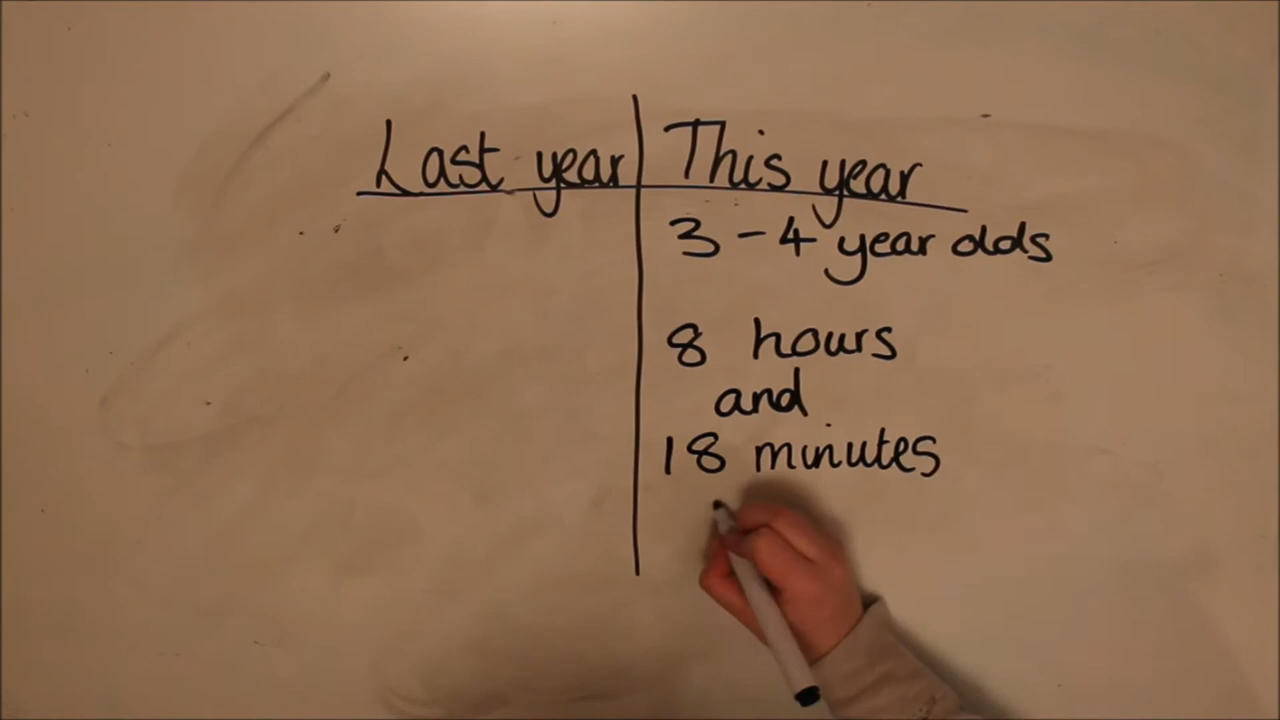 Last year This year
3-4 year olds
8 hours
and
18 minutes